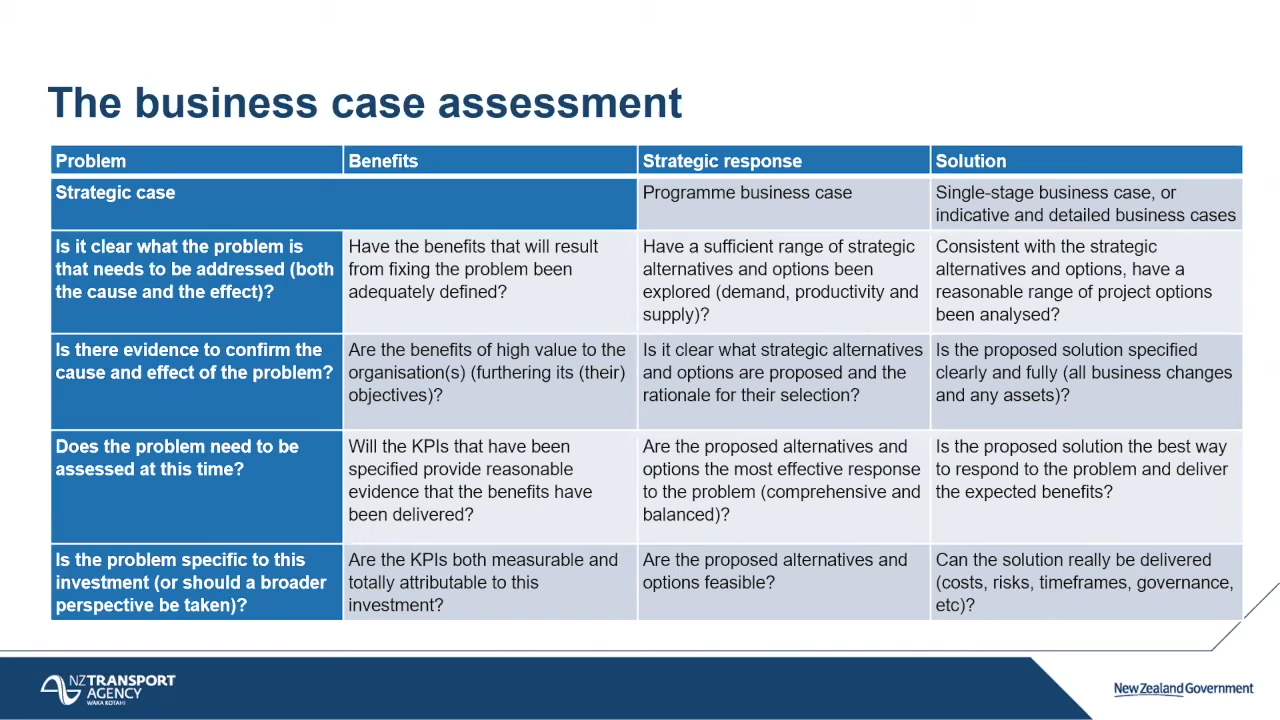 The business case assessment
Problem
Benefits
Strategic response
Solution
Strategic case
Programme business case
Single-stage business case, or
indicative and detailed business cases
Is it clear what the problem is
that needs to be addressed (both
the cause and the effect)?
Have the benefits that will result
from fixing the problem been
adequately defined?
Have a sufficient range of strategic
alternatives and options been
explored (demand, productivity and
supply)?
Consistent with the strategic
alternatives and options, have a
reasonable range of project options
been analysed?
Is there evidence to confirm the
cause and effect of the problem?
Are the benefits of high value to the
organisation(s) (furthering its (their)
objectives)?
Is it clear what strategic alternatives
and options are proposed and the
rationale for their selection?
Is the proposed solution specified
clearly and fully (all business changes
and any assets)?
Does the problem need to be
assessed at this time?
Will the KPIs that have been
specified provide reasonable
evidence that the benefits have
been delivered?
Are the proposed alternatives and
options the most effective response
to the problem (comprehensive and
balanced)?
Is the proposed solution the best way
to respond to the problem and deliver
the expected benefits?
Is the problem specific to this
investment (or should a broader
perspective be taken)?
Are the KPIs both measurable and
totally attributable to this
investment?
Are the proposed alternatives and
options feasible?
Can the solution really be delivered
(costs, risks, timeframes, governance,
etc)?
NZTRANSPORT
AGENCY
WAKA KOTAHI
New Zealand Government